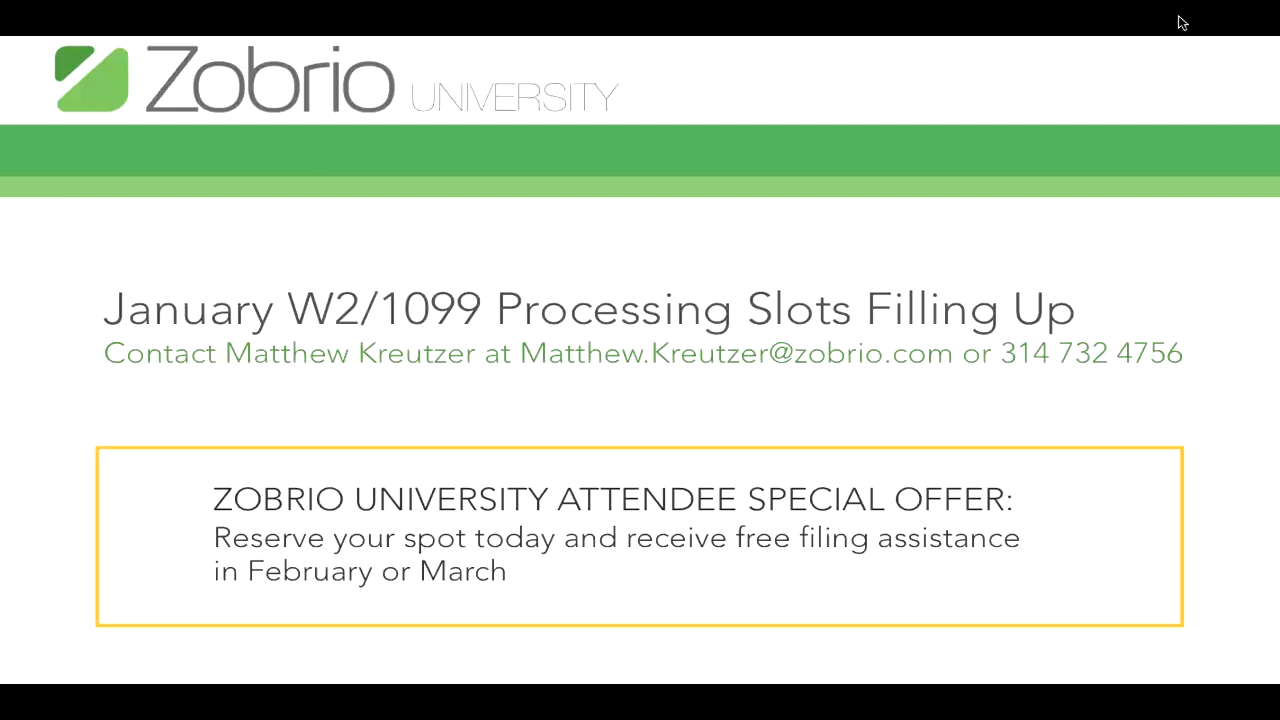 Zobrio UNIVERSITY
January W2/1099 Processing Slots Filling Up
Contact Matthew Kreutzer at Matthew.Kreutzer@zobrio.com or 314 732 4756
ZOBRIO UNIVERSITY ATTENDEE SPECIAL OFFER:
Reserve your spot today and receive free filing assistance
in February or March